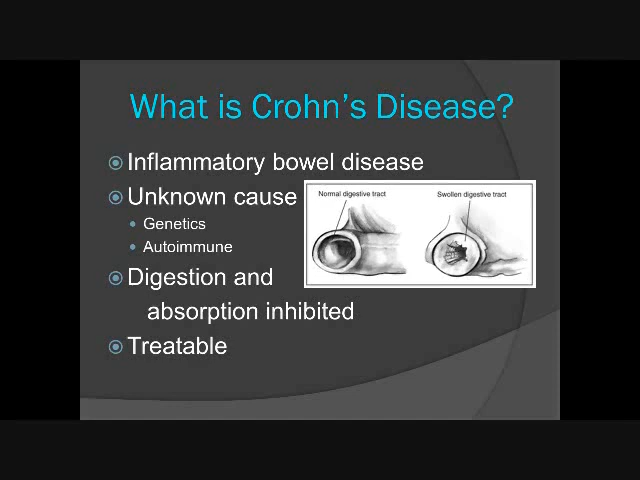 What is Crohn's Disease?
Inflammatory bowel disease
Unknown cause
Genetics
Autoimmune
Normal digestive tract
Swollen digestive tract
Digestion and
absorption inhibited
Treatable